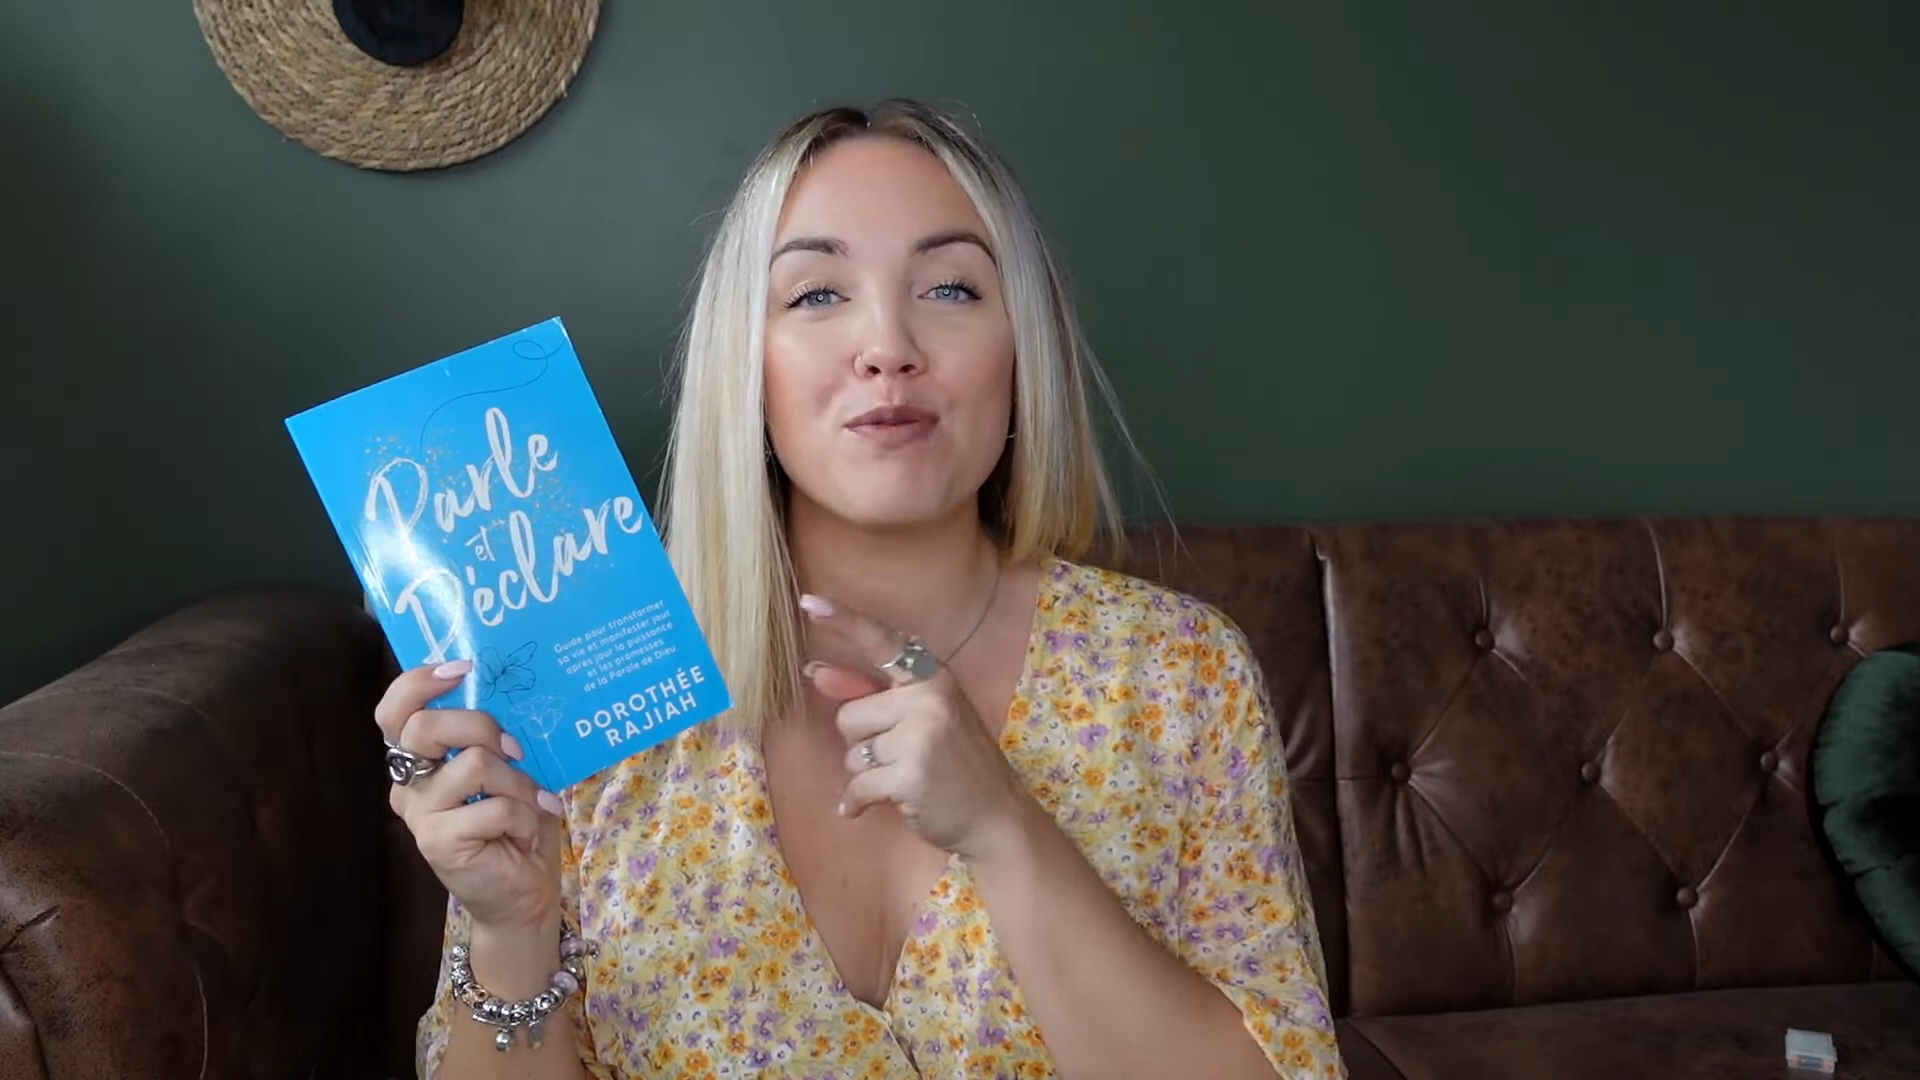 Parle
et
Déclare
Guide pour transformer
sa vie et manifester jour
après jour la puissance
et les promesses
de la Parole de Dieu
DOROTHÉE
RAJIAH